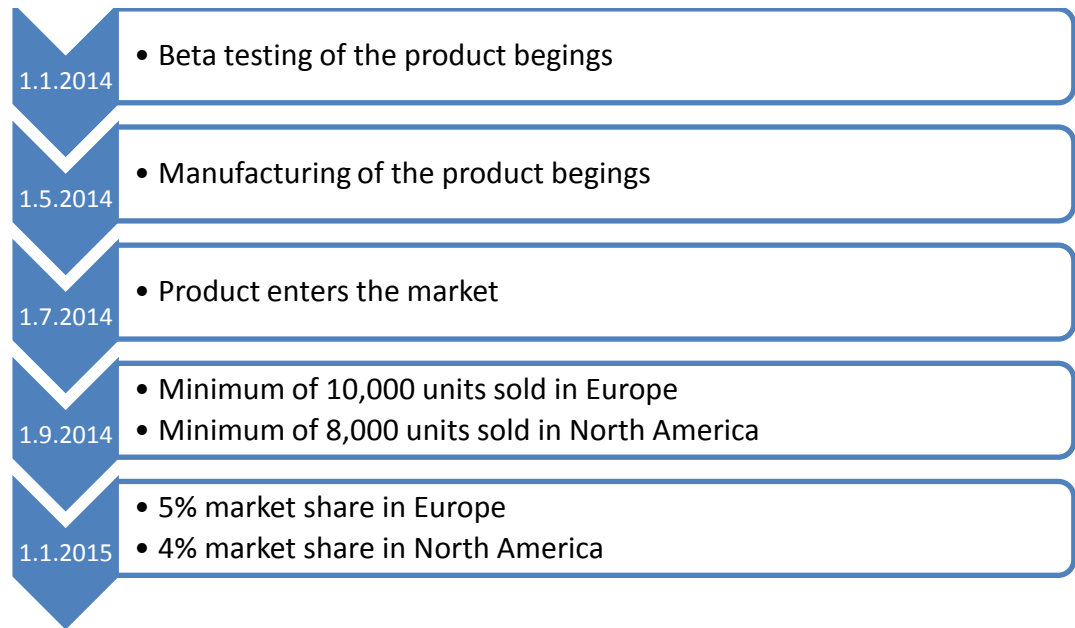 1.1.2014
• Beta testing of the product begings
1.5.2014
• Manufacturing of the product begings
1.7.2014
• Product enters the market
1.9.2014
• Minimum of 10,000 units sold in Europe
• Minimum of 8,000 units sold in North America
1.1.2015
• 5% market share in Europe
• 4% market share in North America